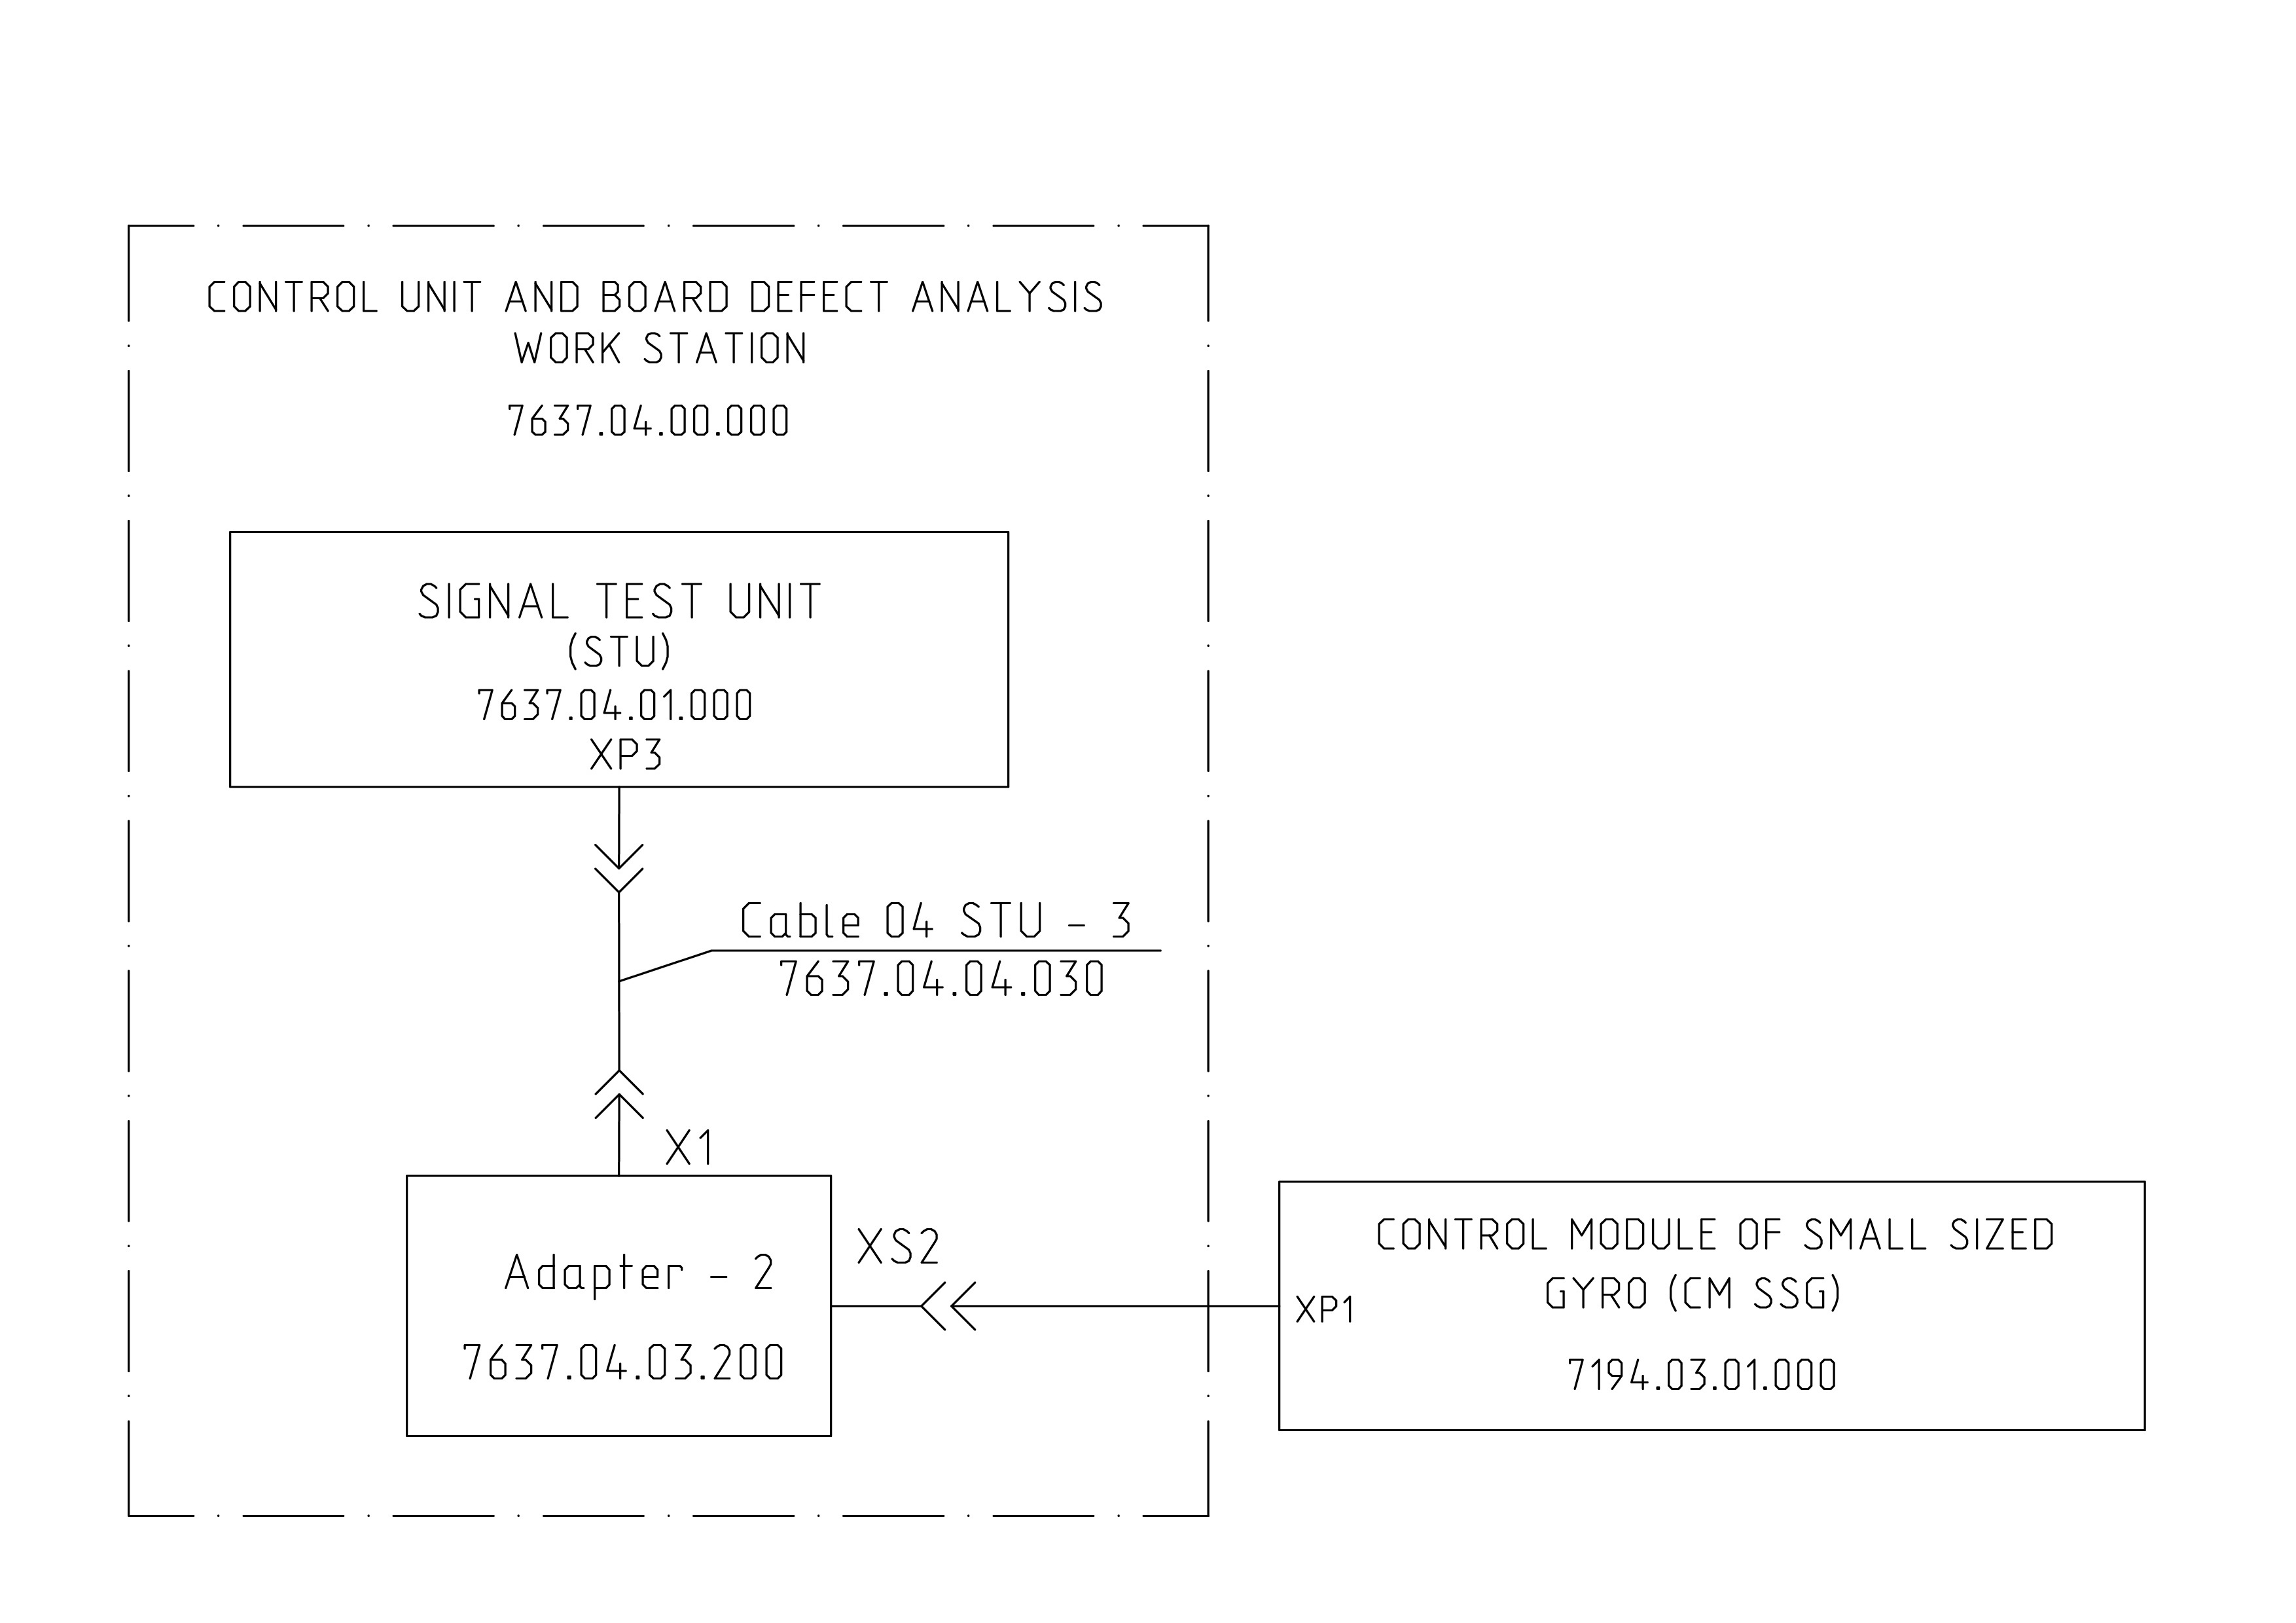 CONTROL UNIT AND BOARD DEFECT ANALYSIS
WORK STATION
7637.04.00.000
SIGNAL TEST UNIT
(STU)
7637.04.01.000
XP3
Cable 04 STU - 3
7637.04.04.030
X1
Adapter - 2
7637.04.03.200
XS2
XP1
CONTROL MODULE OF SMALL SIZED
GYRO (CM SSG)
7194.03.01.000